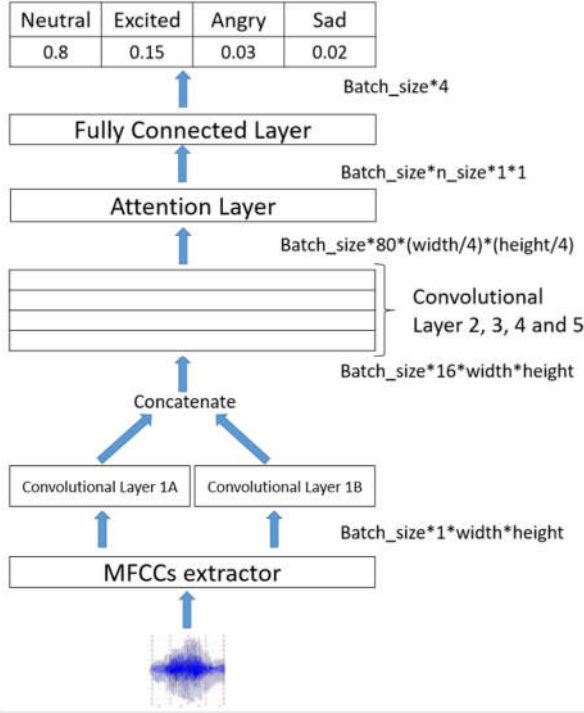 Neutral Excited Angry Sad
0.8 0.15 0.03 0.02
Batch_size*4
Fully Connected Layer
Batch_size*n_size*1*1
Attention Layer
Batch_size*80*(width/4)*(height/4)
Convolutional
Layer 2, 3, 4 and 5
Batch_size*16*width*height
Concatenate
Convolutional Layer 1A Convolutional Layer 1B
Batch_size*1*width*height
MFCCs extractor